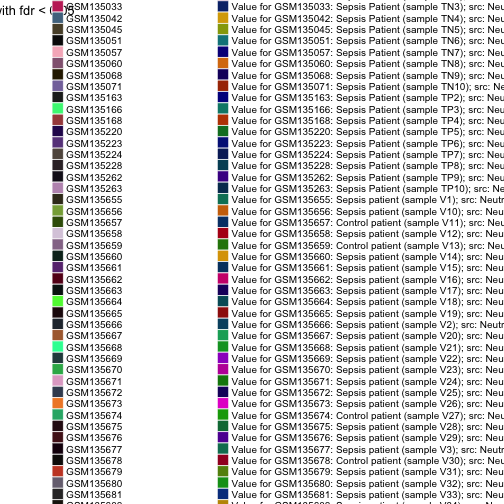 with fdr < 0.05
GSM135033 Value for GSM135033: Sepsis Patient (sample TN3); src: Neu
GSM135042 Value for GSM135042: Sepsis Patient (sample TN4); src: Neu
GSM135045 Value for GSM135045: Sepsis Patient (sample TN5); src: Neu
GSM135051 Value for GSM135051: Sepsis Patient (sample TN6); src: Neu
GSM135057 Value for GSM135057: Sepsis Patient (sample TN7); src: Neu
GSM135060 Value for GSM135060: Sepsis Patient (sample TN8); src: Neu
GSM135068 Value for GSM135068: Sepsis Patient (sample TN9); src: Neu
GSM135071 Value for GSM135071: Sepsis Patient (sample TN10); src: Ne
GSM135163 Value for GSM135163: Sepsis Patient (sample TP2); src: Neu
GSM135166 Value for GSM135166: Sepsis Patient (sample TP3); src: Neu
GSM135168 Value for GSM135168: Sepsis Patient (sample TP4); src: Neu
GSM135220 Value for GSM135220: Sepsis Patient (sample TP5); src: Neu
GSM135223 Value for GSM135223: Sepsis Patient (sample TP6); src: Neu
GSM135224 Value for GSM135224: Sepsis Patient (sample TP7); src: Neu
GSM135228 Value for GSM135228: Sepsis Patient (sample TP8); src: Neu
GSM135262 Value for GSM135262: Sepsis Patient (sample TP9); src: Neu
GSM135263 Value for GSM135263: Sepsis Patient (sample TP10); src: Ne
GSM135655 Value for GSM135655: Sepsis patient (sample V1); src: Neutr
GSM135656 Value for GSM135656: Sepsis patient (sample V10); src: Neu
GSM135657 Value for GSM135657: Control patient (sample V11); src: Neu
GSM135658 Value for GSM135658: Sepsis patient (sample V12); src: Neu
GSM135659 Value for GSM135659: Control patient (sample V13); src: Neu
GSM135660 Value for GSM135660: Sepsis patient (sample V14); src: Neu
GSM135661 Value for GSM135661: Sepsis patient (sample V15); src: Neu
GSM135662 Value for GSM135662: Sepsis patient (sample V16); src: Neu
GSM135663 Value for GSM135663: Sepsis patient (sample V17); src: Neu
GSM135664 Value for GSM135664: Sepsis patient (sample V18); src: Neu
GSM135665 Value for GSM135665: Sepsis patient (sample V19); src: Neu
GSM135666 Value for GSM135666: Sepsis patient (sample V2); src: Neutr
GSM135667 Value for GSM135667: Sepsis patient (sample V20); src: Neu
GSM135668 Value for GSM135668: Sepsis patient (sample V21); src: Neu
GSM135669 Value for GSM135669: Sepsis patient (sample V22); src: Neu
GSM135670 Value for GSM135670: Sepsis patient (sample V23); src: Neu
GSM135671 Value for GSM135671: Sepsis patient (sample V24); src: Neu
GSM135672 Value for GSM135672: Sepsis patient (sample V25); src: Neu
GSM135673 Value for GSM135673: Sepsis patient (sample V26); src: Neu
GSM135674 Value for GSM135674: Control patient (sample V27); src: Neu
GSM135675 Value for GSM135675: Sepsis patient (sample V28); src: Neu
GSM135676 Value for GSM135676: Sepsis patient (sample V29); src: Neu
GSM135677 Value for GSM135677: Sepsis patient (sample V3); src: Neutr
GSM135678 Value for GSM135678: Control patient (sample V30); src: Neu
GSM135679 Value for GSM135679: Sepsis patient (sample V31); src: Neu
GSM135680 Value for GSM135680: Sepsis patient (sample V32); src: Neu
GSM135681 Value for GSM135681: Sepsis patient (sample V33); src: Neu